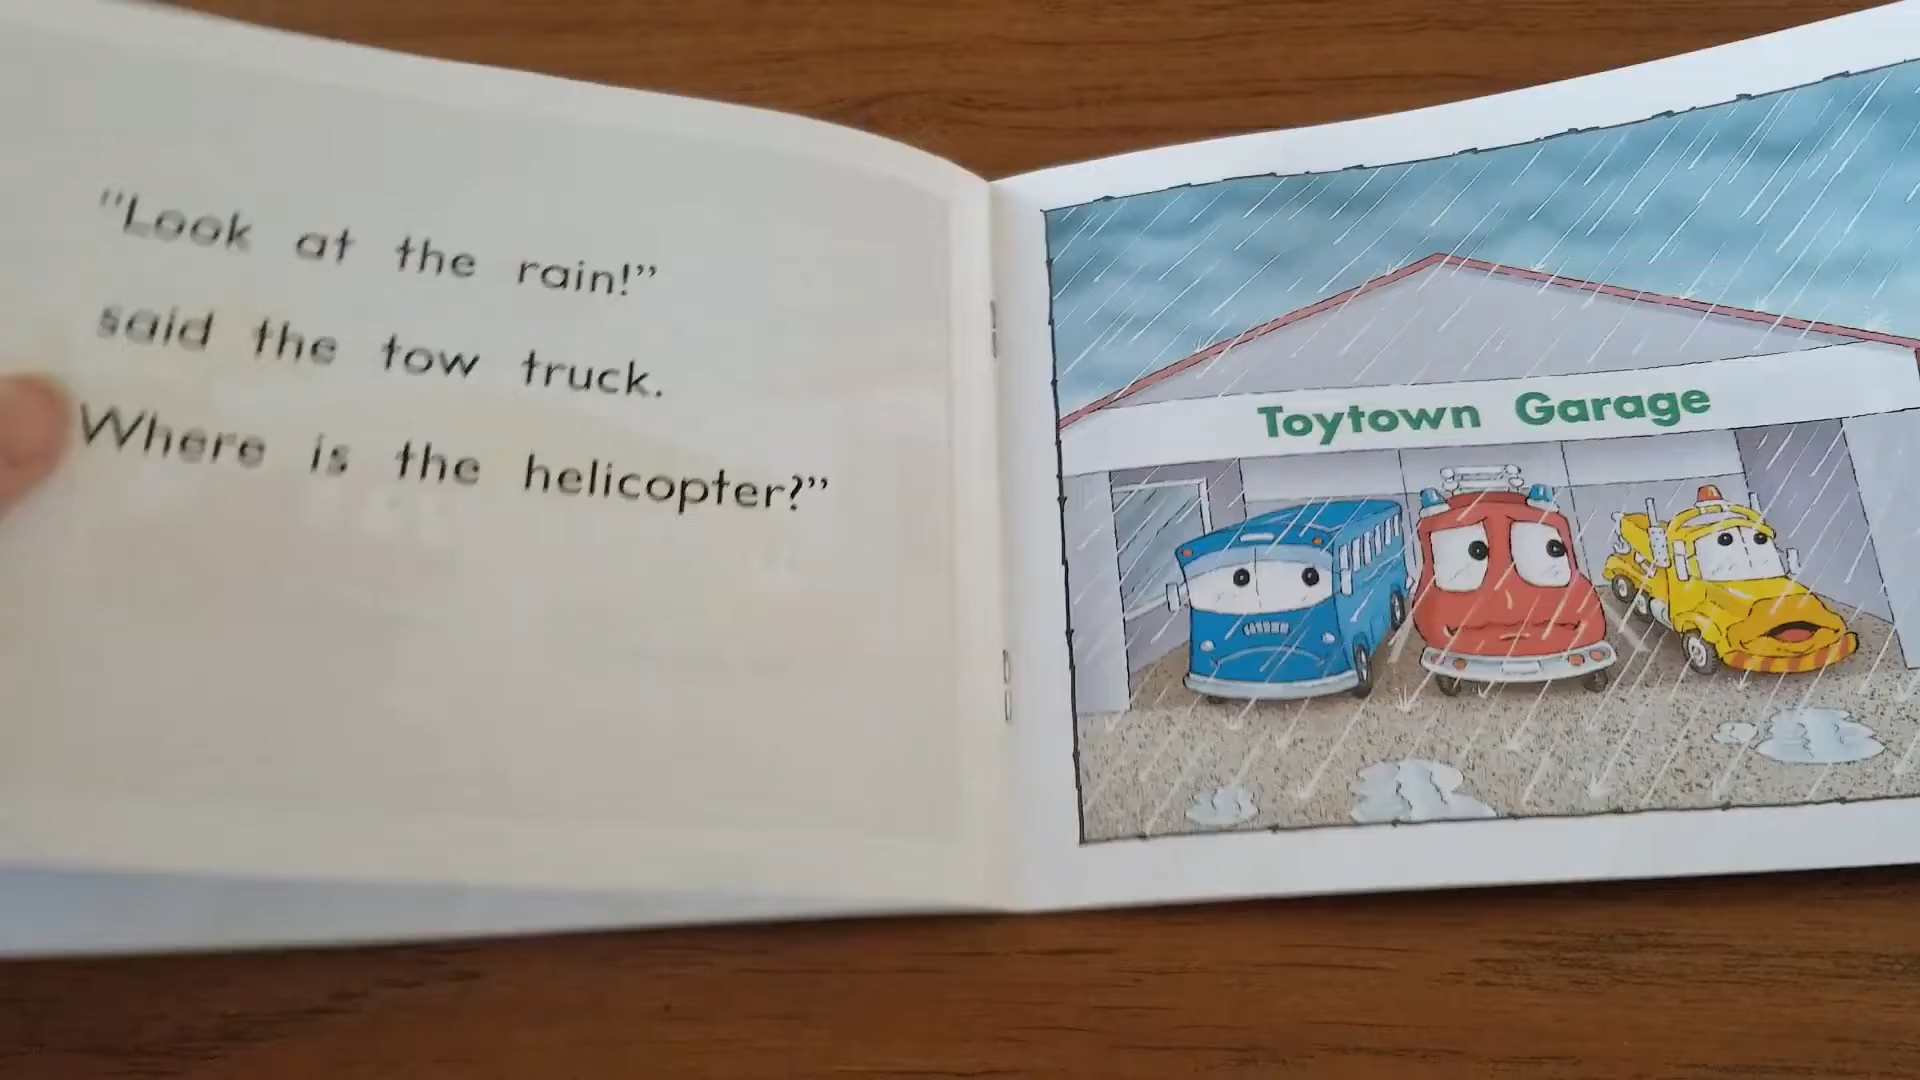 "Look at the rain!"
said the tow truck.
Where is the helicopter?"
Toytown Garage